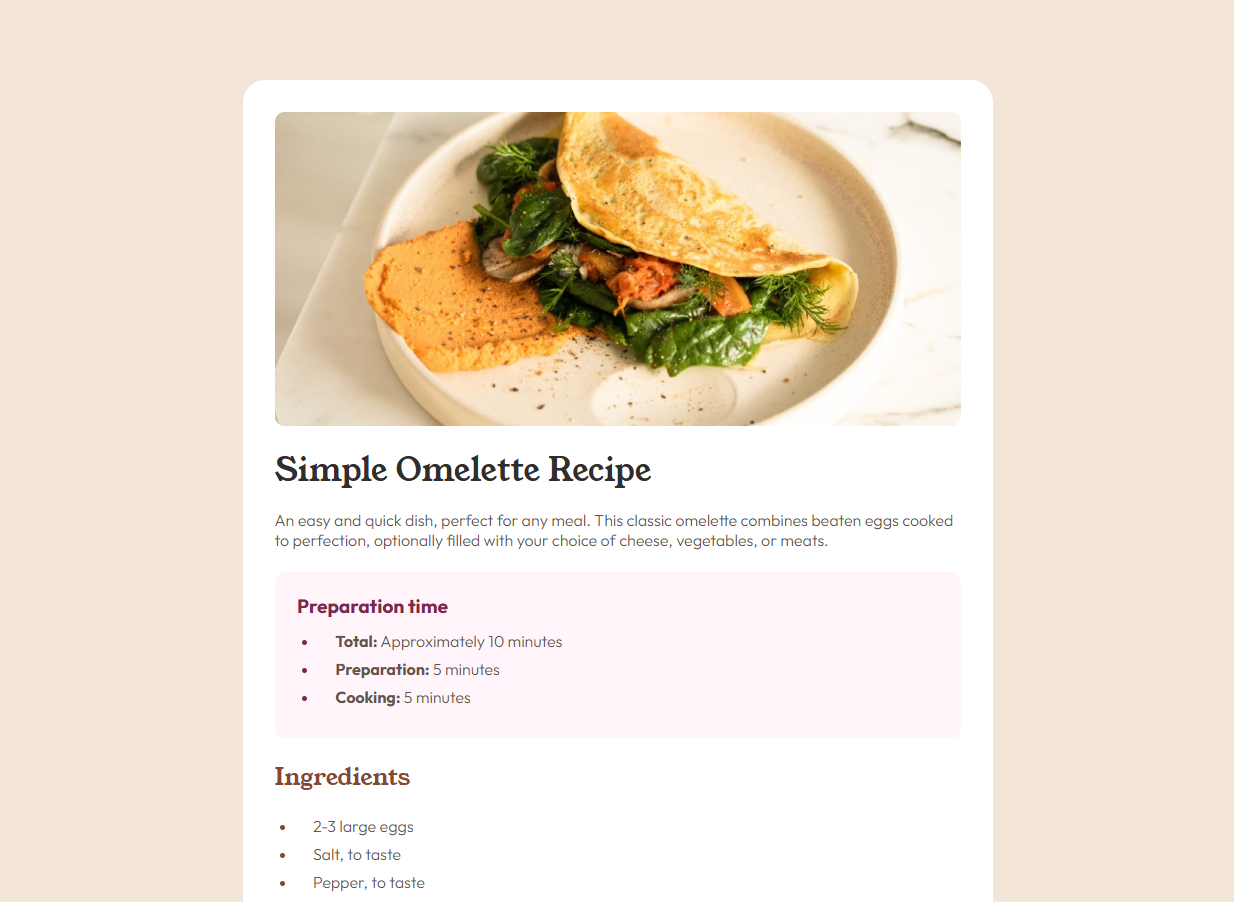 Simple Omelette Recipe
An easy and quick dish, perfect for any meal. This classic omelette combines beaten eggs cooked
to perfection, optionally filled with your choice of cheese, vegetables, or meats.
Preparation time
• Total: Approximately 10 minutes
• Preparation: 5 minutes
• Cooking: 5 minutes
Ingredients
• 2-3 large eggs
• Salt, to taste
• Pepper, to taste